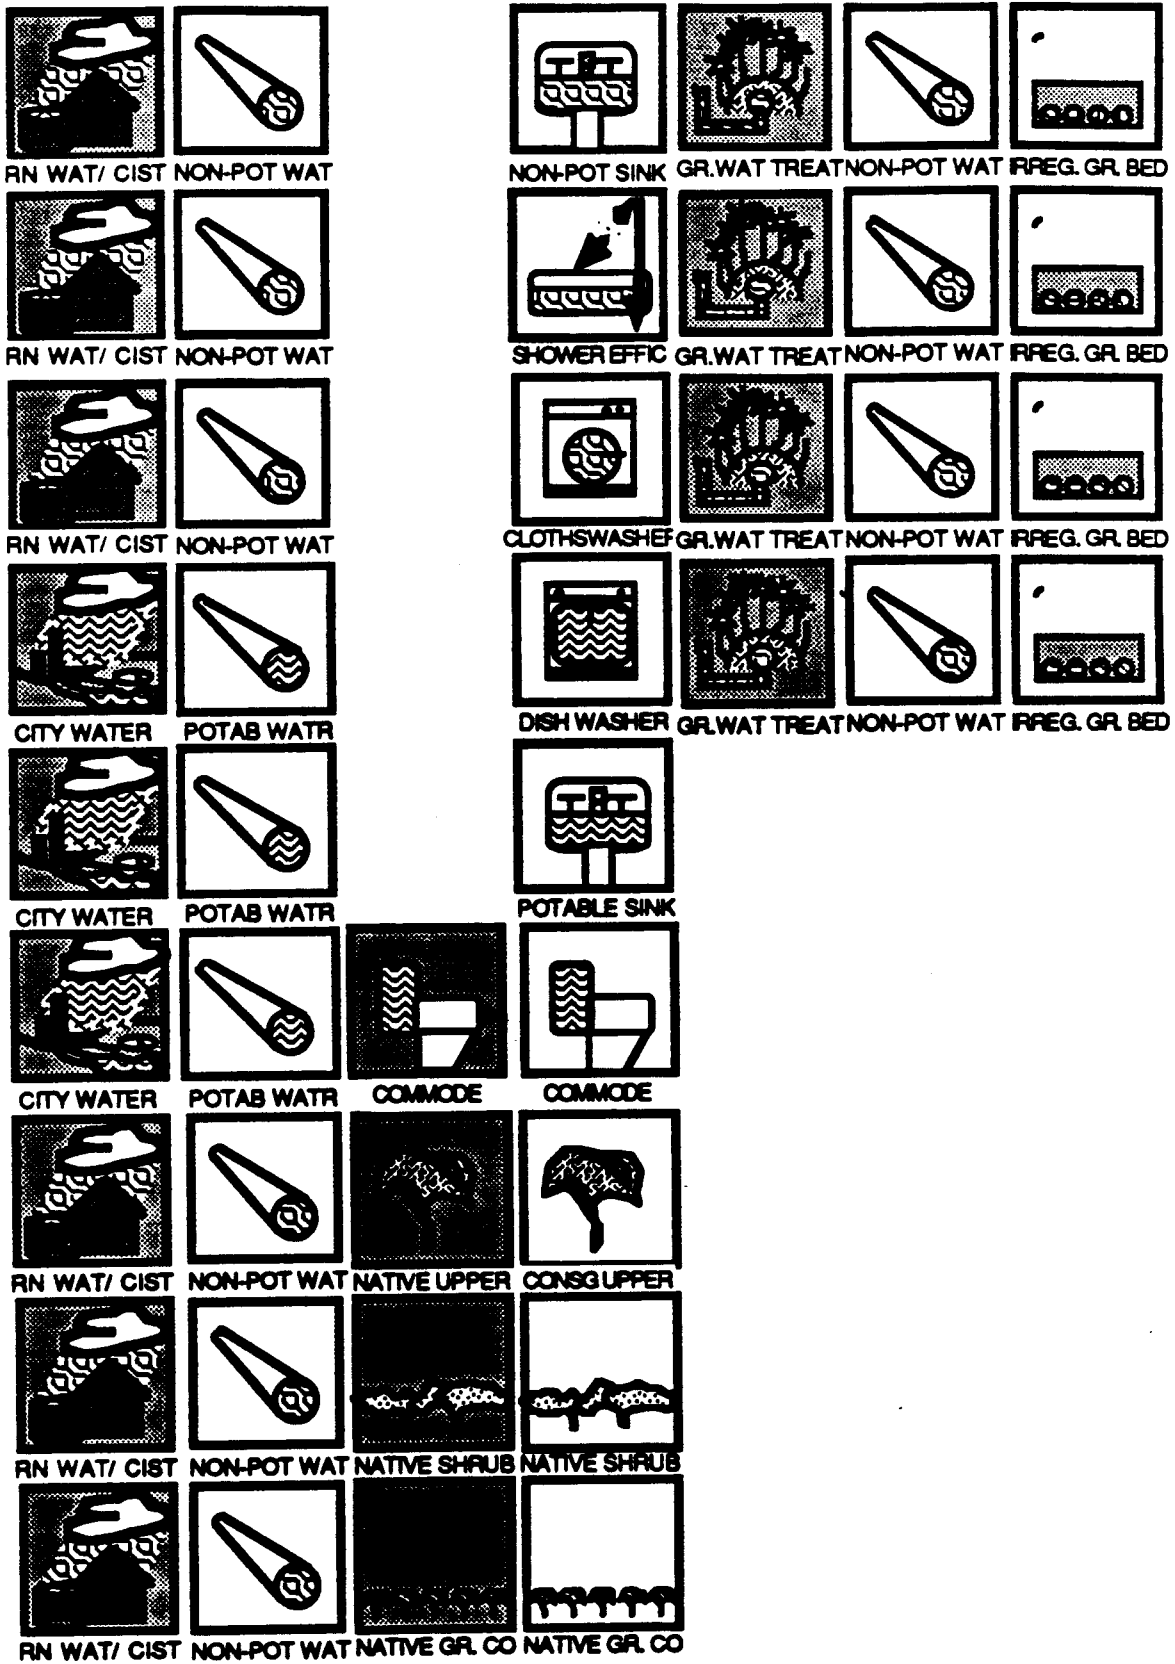 RN WAT/ CIST NON-POT WAT NON-POT SINK GR.WAT TREAT NON-POT WAT IRREG. GR. BED
RN WAT/ CIST NON-POT WAT SHOWER EFFIC GR.WAT TREAT NON-POT WAT IRREG. GR. BED
RN WAT/ CIST NON-POT WAT CLOTHSWASHER GR.WAT TREAT NON-POT WAT IRREG. GR. BED
CITY WATER POTAB WATR DISH WASHER GR.WAT TREAT NON-POT WAT IRREG. GR. BED
CITY WATER POTAB WATR POTABLE SINK
CITY WATER POTAB WATR COMMODE COMMODE
RN WAT/ CIST NON-POT WAT NATIVE UPPER CONSG UPPER
RN WAT/ CIST NON-POT WAT NATIVE SHRUB NATIVE SHRUB
RN WAT/ CIST NON-POT WAT NATIVE GR. CO NATIVE GR. CO